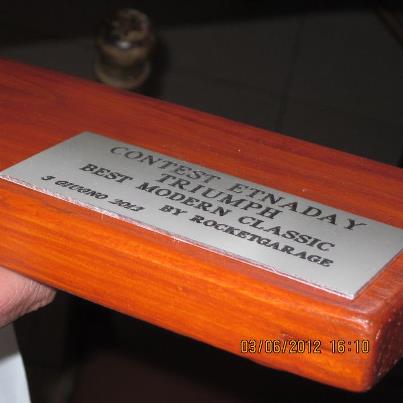 CONTEST ETNADAY
TRIUMPH
BEST MODERN CLASSIC
3 GIUGNO 2012 BY ROCKETGARAGE
03/06/2012 16:10